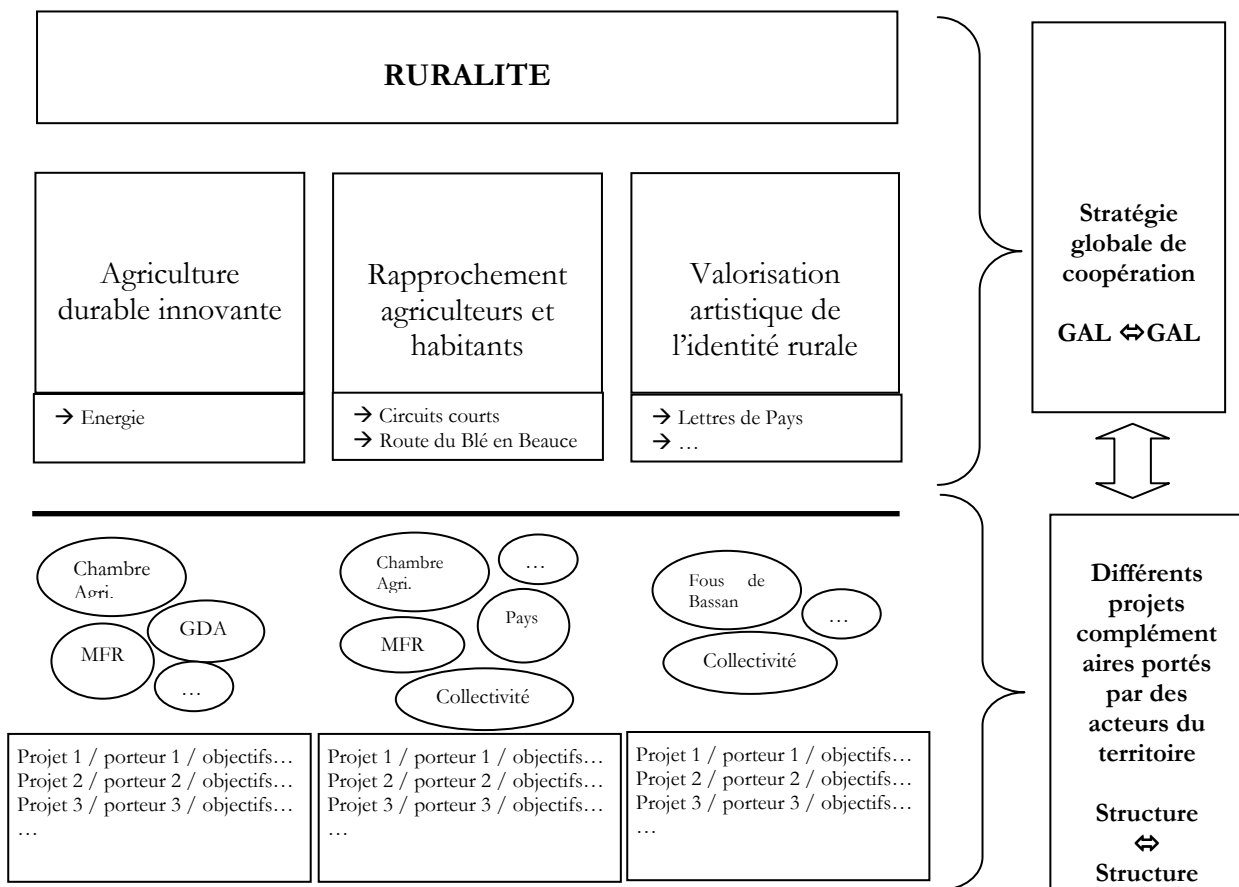 RURALITE
Agriculture
durable innovante
→ Energie
Rapprochement
agriculteurs et
habitants
→ Circuits courts
→ Route du Blé en Beauce
Valorisation
artistique de
l’identité rurale
→ Lettres de Pays
→ …
Stratégie
globale de
coopération
GAL ⇔GAL
Chambre
Agri.
GDA
MFR
…
Chambre
Agri.
…
Pays
MFR
Collectivité
Fous de
Bassan
…
Collectivité
Projet 1 / porteur 1 / objectifs…
Projet 2 / porteur 2 / objectifs…
Projet 3 / porteur 3 / objectifs…
…
Projet 1 / porteur 1 / objectifs…
Projet 2 / porteur 2 / objectifs…
Projet 3 / porteur 3 / objectifs…
…
Projet 1 / porteur 1 / objectifs…
Projet 2 / porteur 2 / objectifs…
Projet 3 / porteur 3 / objectifs…
…
Différents
projets
complément
aires portés
par des
acteurs du
territoire
Structure
⇔
Structure